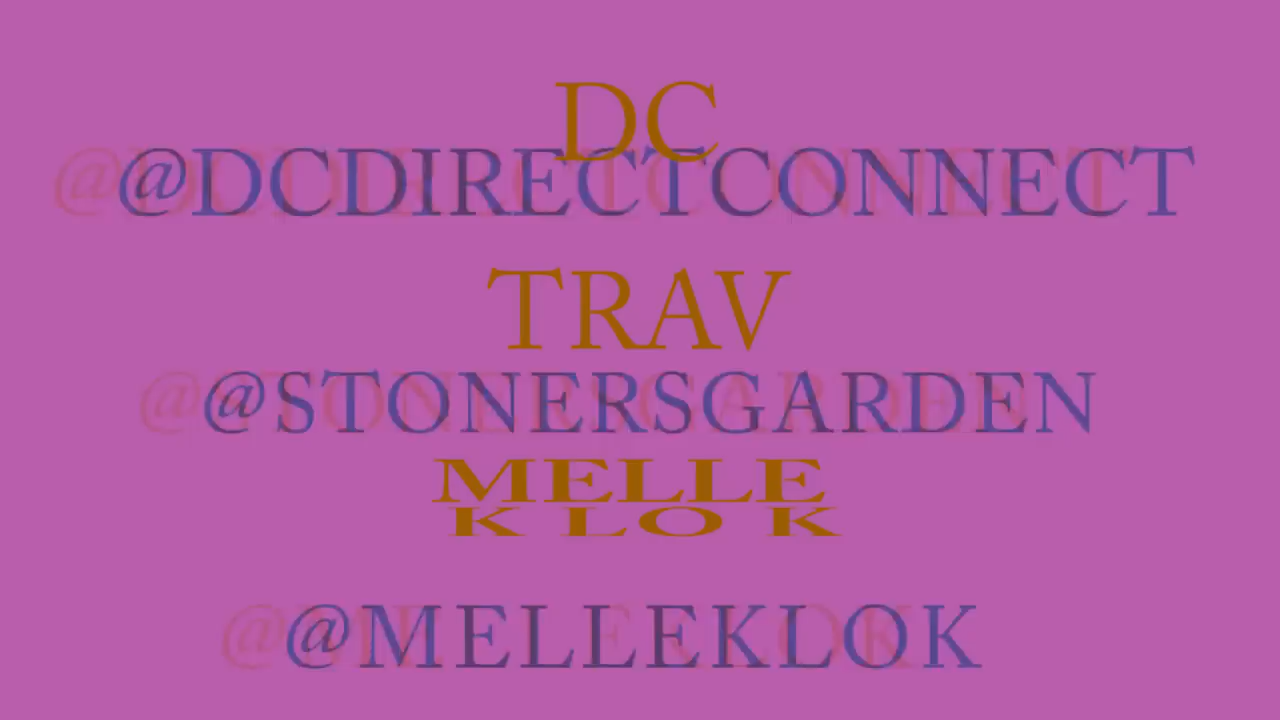 DC
@DCDIRECTCONNECT
TRAV
@STONERSGARDEN
MELLE
KLOK
@MELLEKLOK